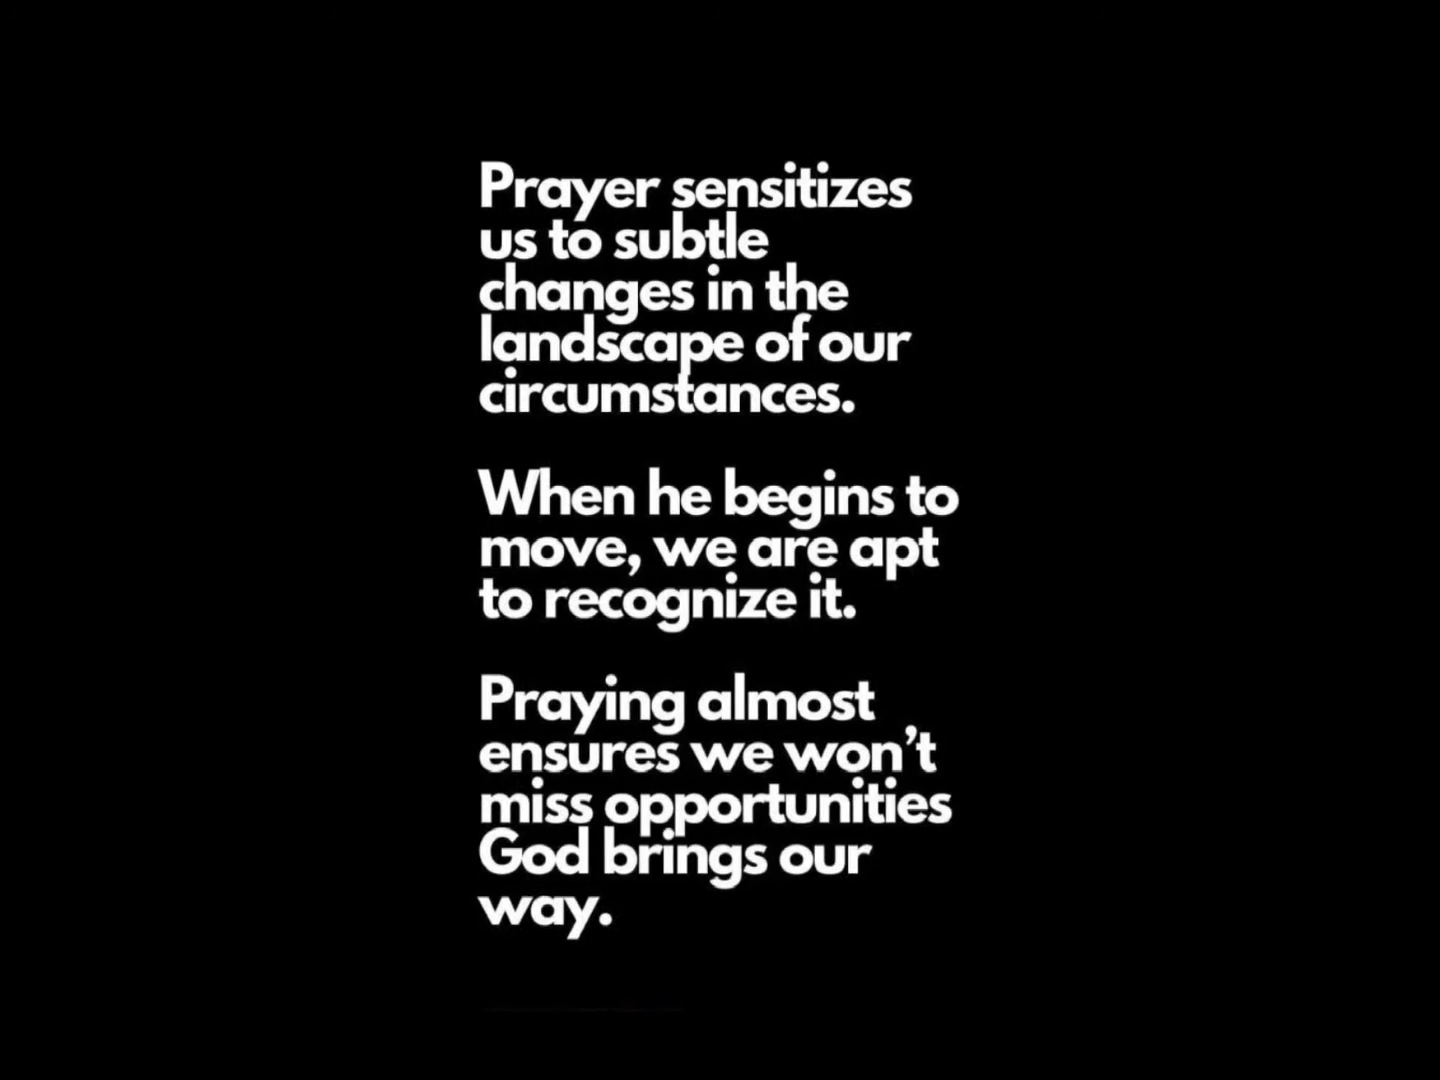 Prayer sensitizes
us to subtle
changes in the
landscape of our
circumstances.
When he begins to
move, we are apt
to recognize it.
Praying almost
ensures we won’t
miss opportunities
God brings our
way.